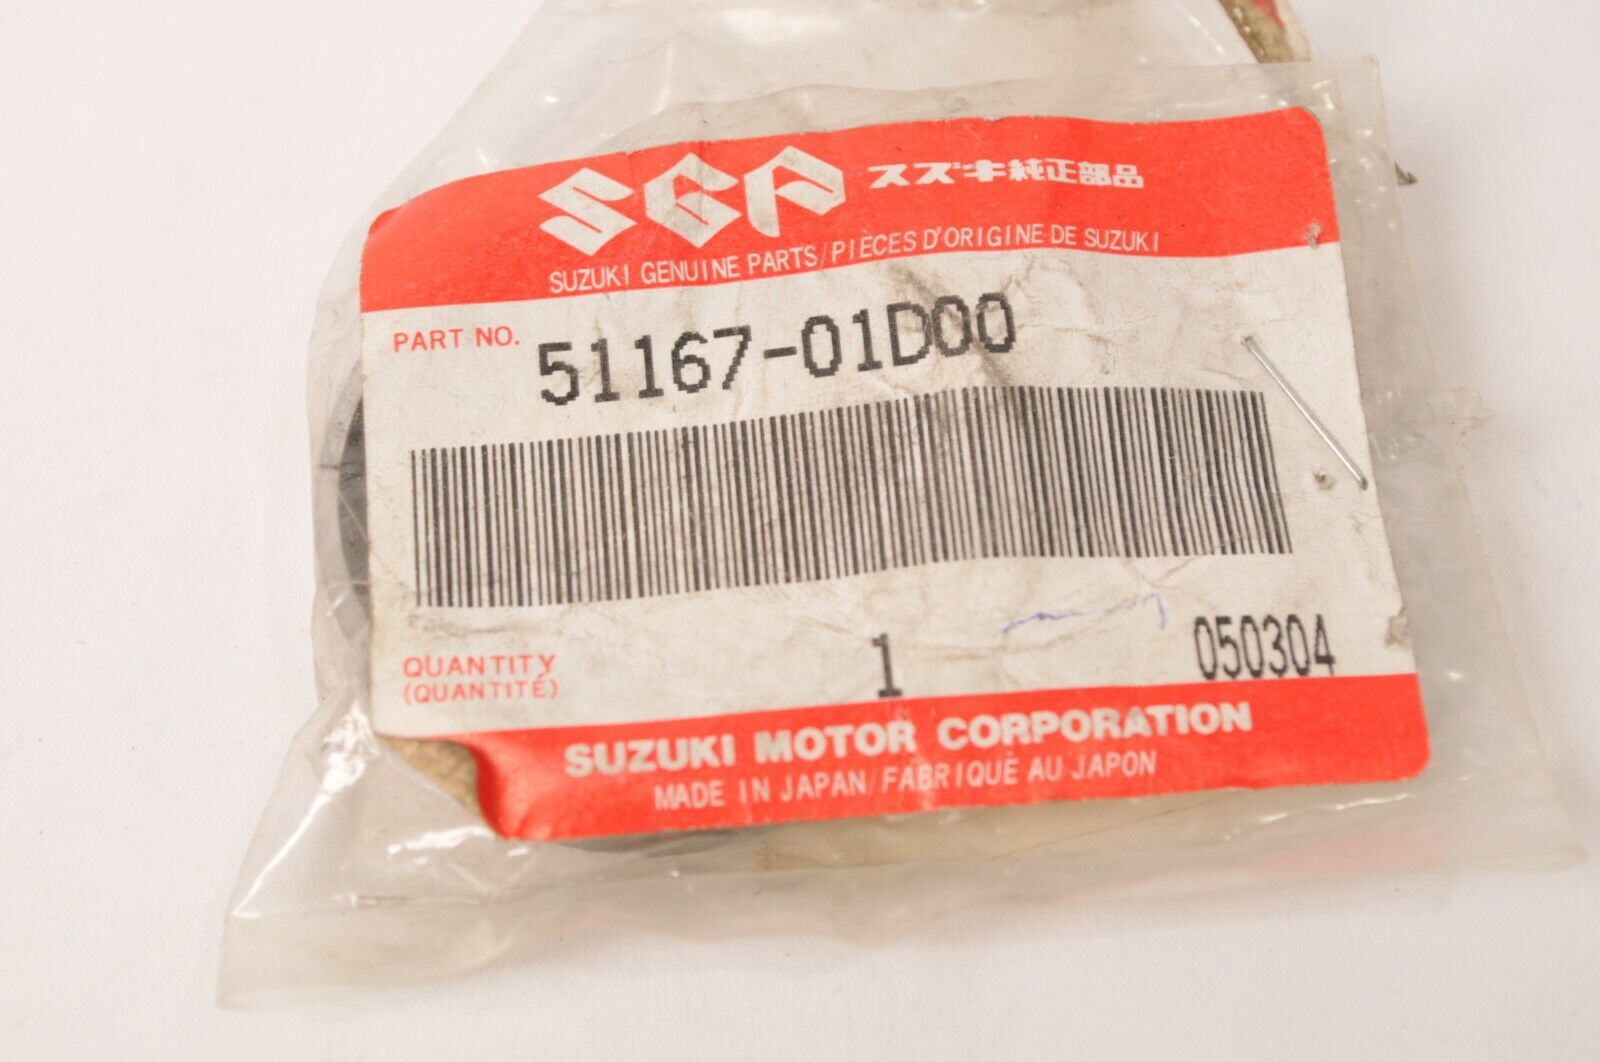 SGP スズキ純正部品
SUZUKI GENUINE PARTS/PIÈCES D'ORIGINE DE SUZUKI
PART NO. 51167-01D00
QUANTITY 1 050304
(QUANTITÉ)
SUZUKI MOTOR CORPORATION
MADE IN JAPAN/FABRIQUÉ AU JAPON